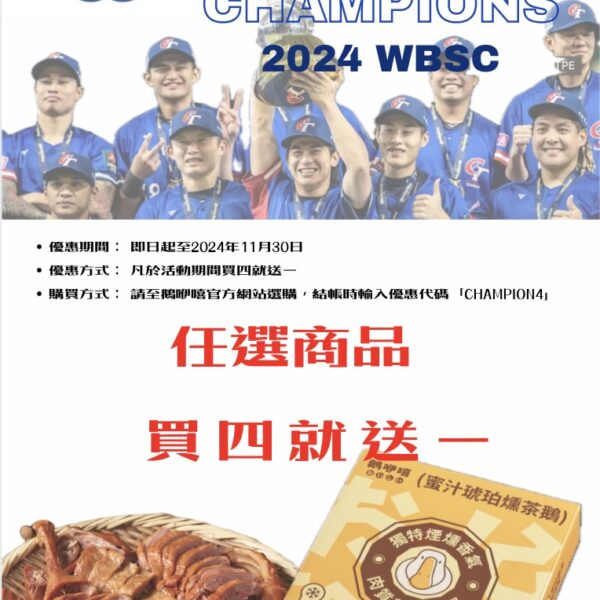 CHAMPIONS
2024 WBSC
• 優惠期間： 即日起至2024年11月30日
• 優惠方式： 凡於活動期間買四就送一
• 購買方式： 請至鵝咿嘻官方網站選購，結帳時輸入優惠代碼「CHAMPION4」
任選商品
買四就送一
鵝咿嘻
(蜜汁琥珀燻茶鵝)
獨特煙燻香氣
肉質